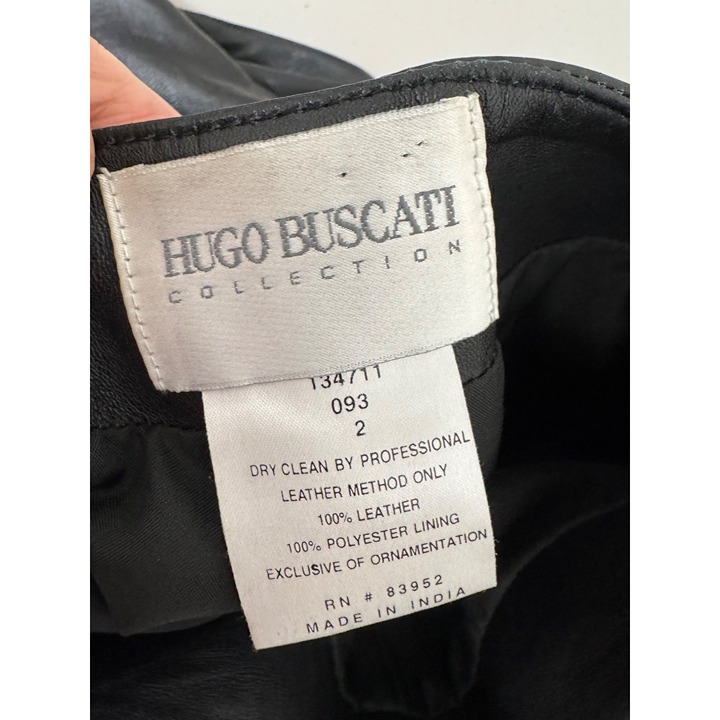 HUGO BUSCATI
COLLECTION
134711
093
2
DRY CLEAN BY PROFESSIONAL
LEATHER METHOD ONLY
100% LEATHER
100% POLYESTER LINING
EXCLUSIVE OF ORNAMENTATION
RN # 83952
MADE IN INDIA